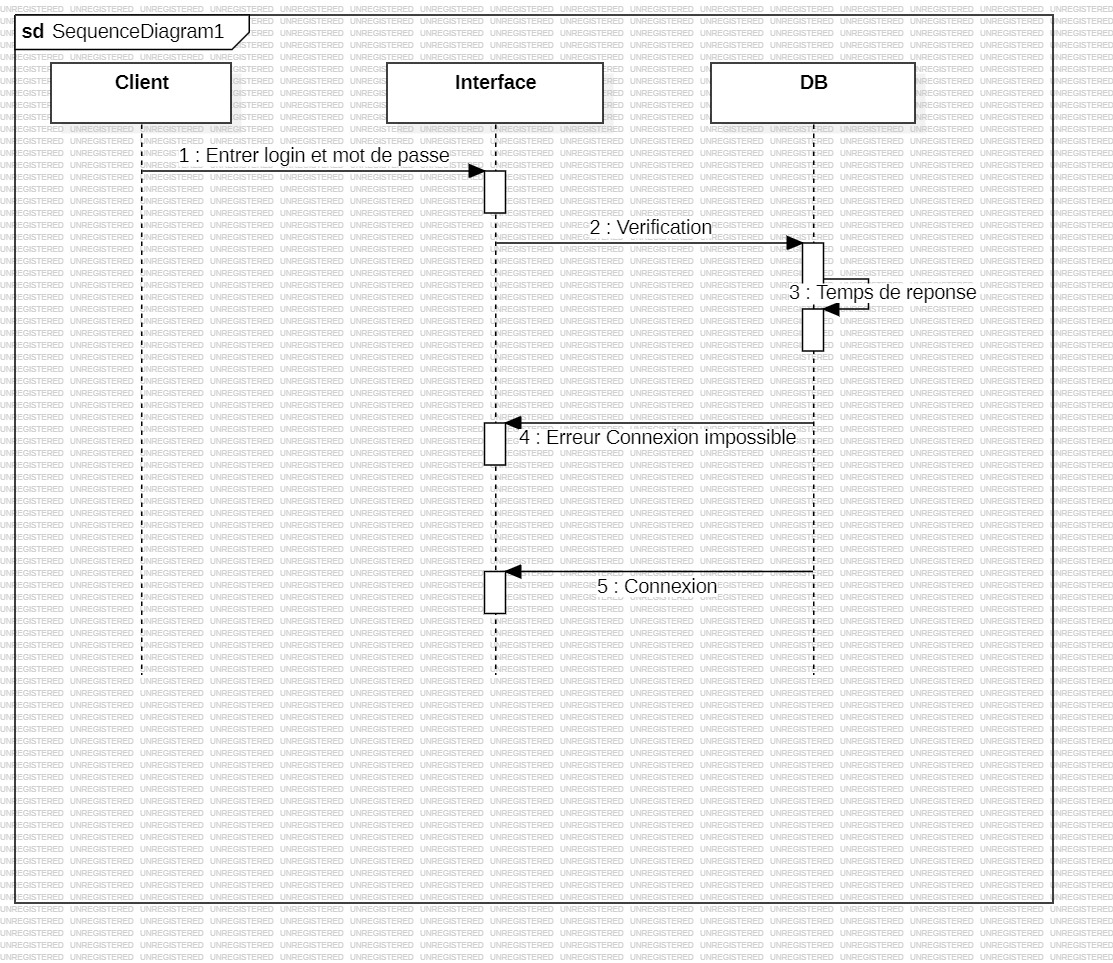 sd SequenceDiagram1
Client
Interface
DB
1 : Entrer login et mot de passe
2 : Verification
3 : Temps de reponse
4 : Erreur Connexion impossible
5 : Connexion
UNREGISTERED